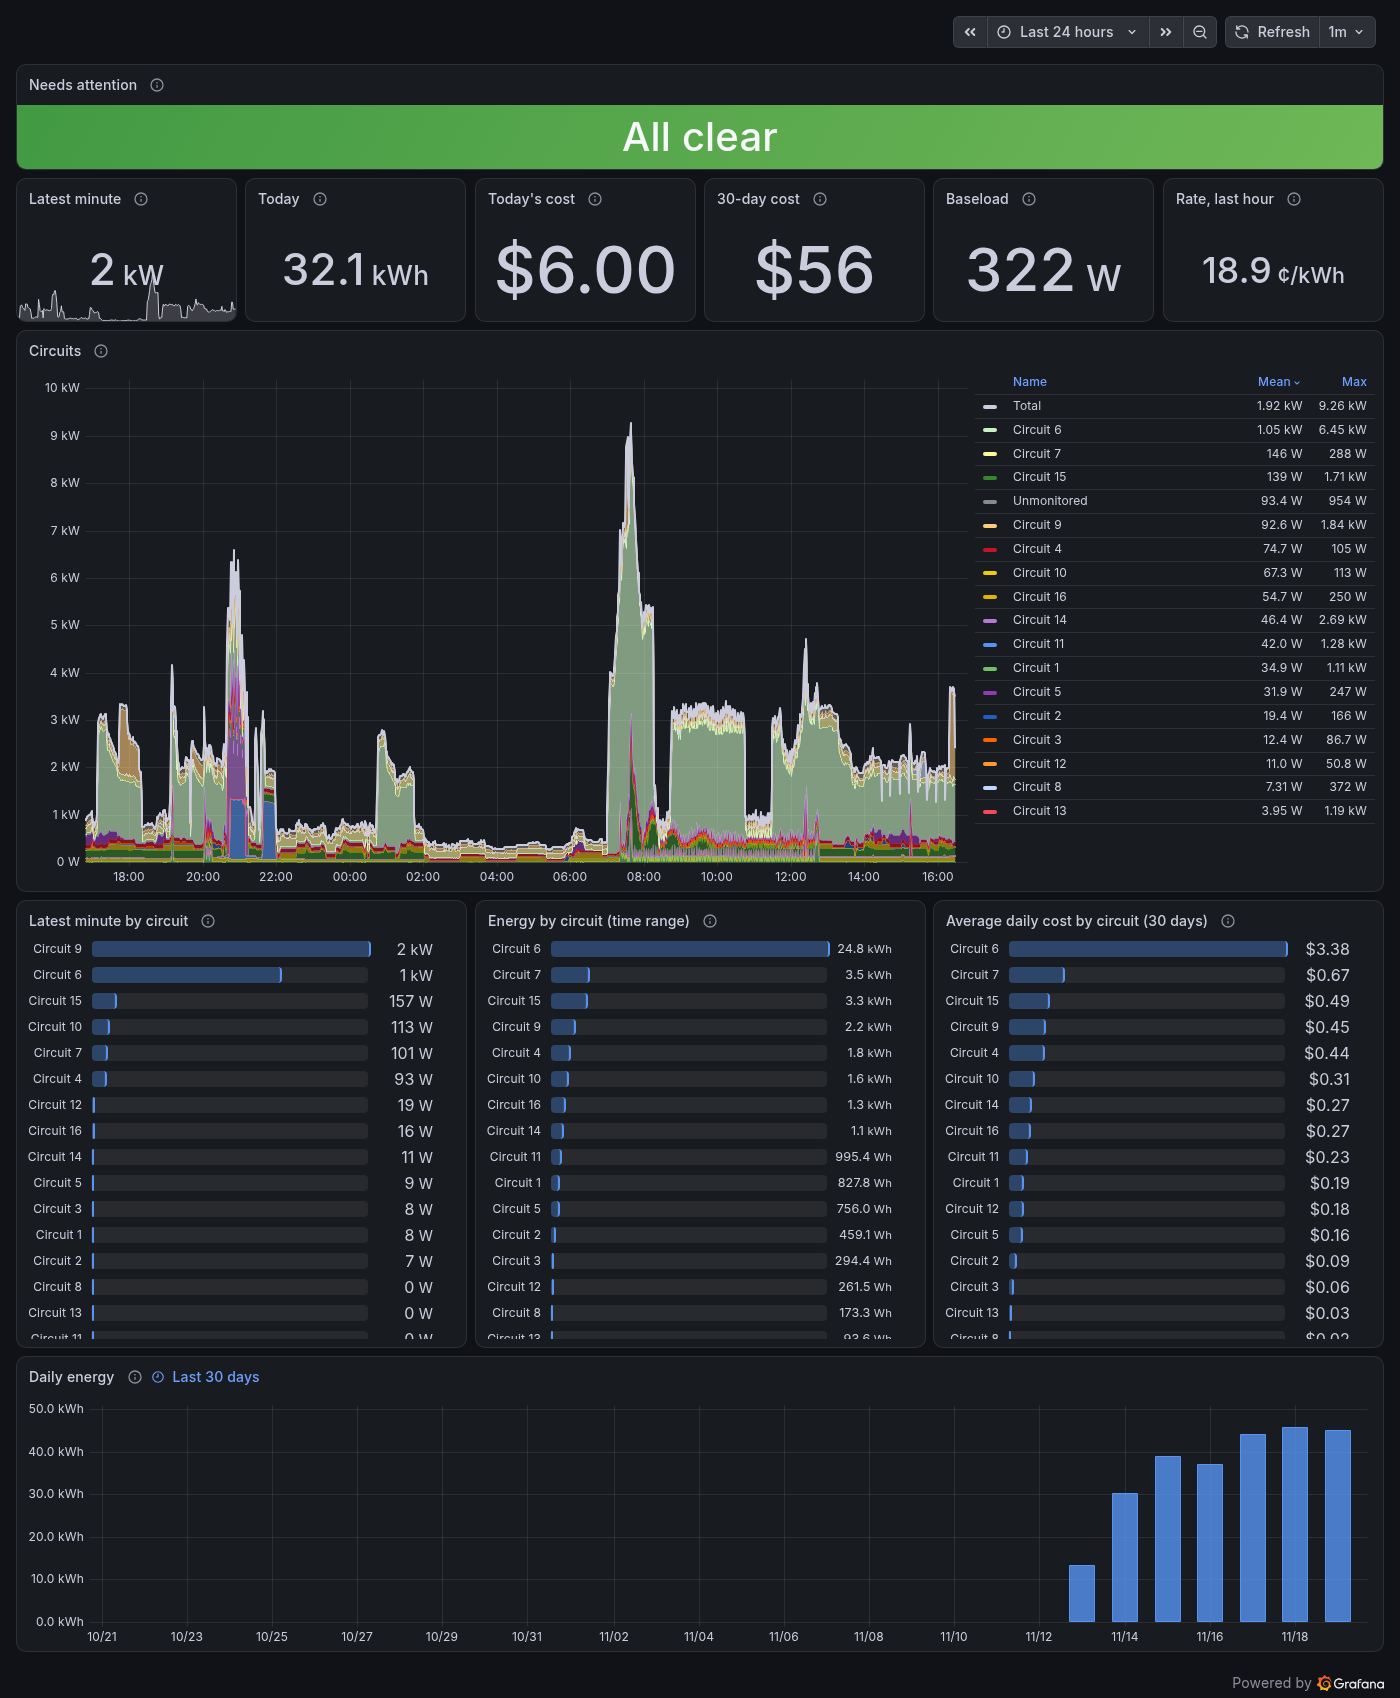 Last 24 hours
Refresh
1m
Needs attention
All clear
Latest minute
2 kW
Today
32.1 kWh
Today's cost
$6.00
30-day cost
$56
Baseload
322 W
Rate, last hour
18.9 ¢/kWh
Circuits
10 kW
9 kW
8 kW
7 kW
6 kW
5 kW
4 kW
3 kW
2 kW
1 kW
0 W
18:00 20:00 22:00 00:00 02:00 04:00 06:00 08:00 10:00 12:00 14:00 16:00
Name Mean Max
Total 1.92 kW 9.26 kW
Circuit 6 1.05 kW 6.45 kW
Circuit 7 146 W 288 W
Circuit 15 139 W 1.71 kW
Unmonitored 93.4 W 954 W
Circuit 9 92.6 W 1.84 kW
Circuit 4 74.7 W 105 W
Circuit 10 67.3 W 113 W
Circuit 16 54.7 W 250 W
Circuit 14 46.4 W 2.69 kW
Circuit 11 42.0 W 1.28 kW
Circuit 1 34.9 W 1.11 kW
Circuit 5 31.9 W 247 W
Circuit 2 19.4 W 166 W
Circuit 3 12.4 W 86.7 W
Circuit 12 11.0 W 50.8 W
Circuit 8 7.31 W 372 W
Circuit 13 3.95 W 1.19 kW
Latest minute by circuit
Circuit 9 2 kW
Circuit 6 1 kW
Circuit 15 157 W
Circuit 10 113 W
Circuit 7 101 W
Circuit 4 93 W
Circuit 12 19 W
Circuit 16 16 W
Circuit 14 11 W
Circuit 5 9 W
Circuit 3 8 W
Circuit 1 8 W
Circuit 2 7 W
Circuit 8 0 W
Circuit 13 0 W
Circuit 11 0 W
Energy by circuit (time range)
Circuit 6 24.8 kWh
Circuit 7 3.5 kWh
Circuit 15 3.3 kWh
Circuit 9 2.2 kWh
Circuit 4 1.8 kWh
Circuit 10 1.6 kWh
Circuit 16 1.3 kWh
Circuit 14 1.1 kWh
Circuit 11 995.4 Wh
Circuit 1 827.8 Wh
Circuit 5 756.0 Wh
Circuit 2 459.1 Wh
Circuit 3 294.4 Wh
Circuit 12 261.5 Wh
Circuit 8 173.3 Wh
Circuit 13 93.6 Wh
Average daily cost by circuit (30 days)
Circuit 6 $3.38
Circuit 7 $0.67
Circuit 15 $0.49
Circuit 9 $0.45
Circuit 4 $0.44
Circuit 10 $0.31
Circuit 14 $0.27
Circuit 16 $0.27
Circuit 11 $0.23
Circuit 1 $0.19
Circuit 12 $0.18
Circuit 5 $0.16
Circuit 2 $0.09
Circuit 3 $0.06
Circuit 13 $0.03
Circuit 8 $0.02
Daily energy Last 30 days
50.0 kWh
40.0 kWh
30.0 kWh
20.0 kWh
10.0 kWh
0.0 kWh
10/21 10/23 10/25 10/27 10/29 10/31 11/02 11/04 11/06 11/08 11/10 11/12 11/14 11/16 11/18
Powered by Grafana